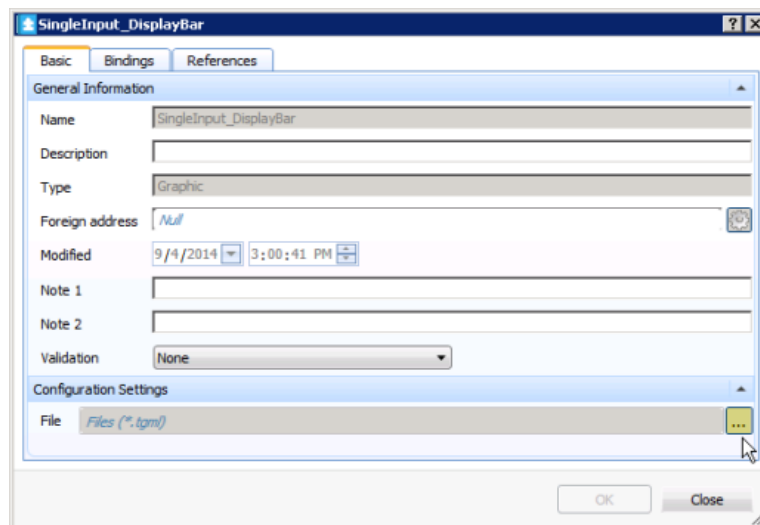 SingleInput_DisplayBar ? X
Basic Bindings References
General Information
Name SingleInput_DisplayBar
Description
Type Graphic
Foreign address Null
Modified 9/4/2014 3:00:41 PM
Note 1
Note 2
Validation None
Configuration Settings
File Files (*.tgml) ...
OK Close